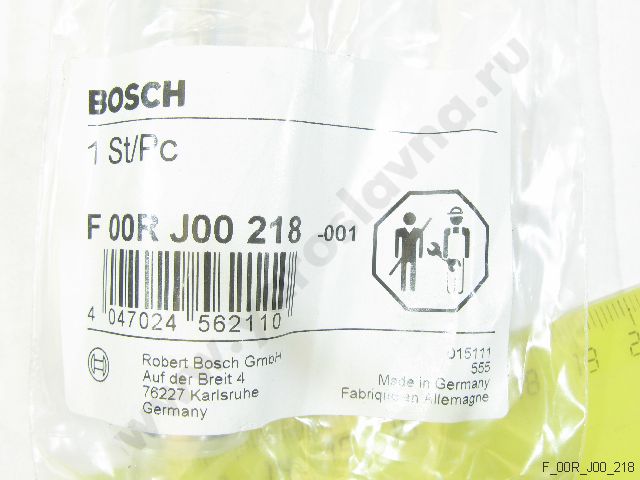 BOSCH
1 St/Pc
F 00R J00 218 -001
4 047024 562110
Robert Bosch GmbH
Auf der Breit 4
76227 Karlsruhe
Germany
015111
555
Made in Germany
Fabriqué en Allemagne
F_00R_J00_218